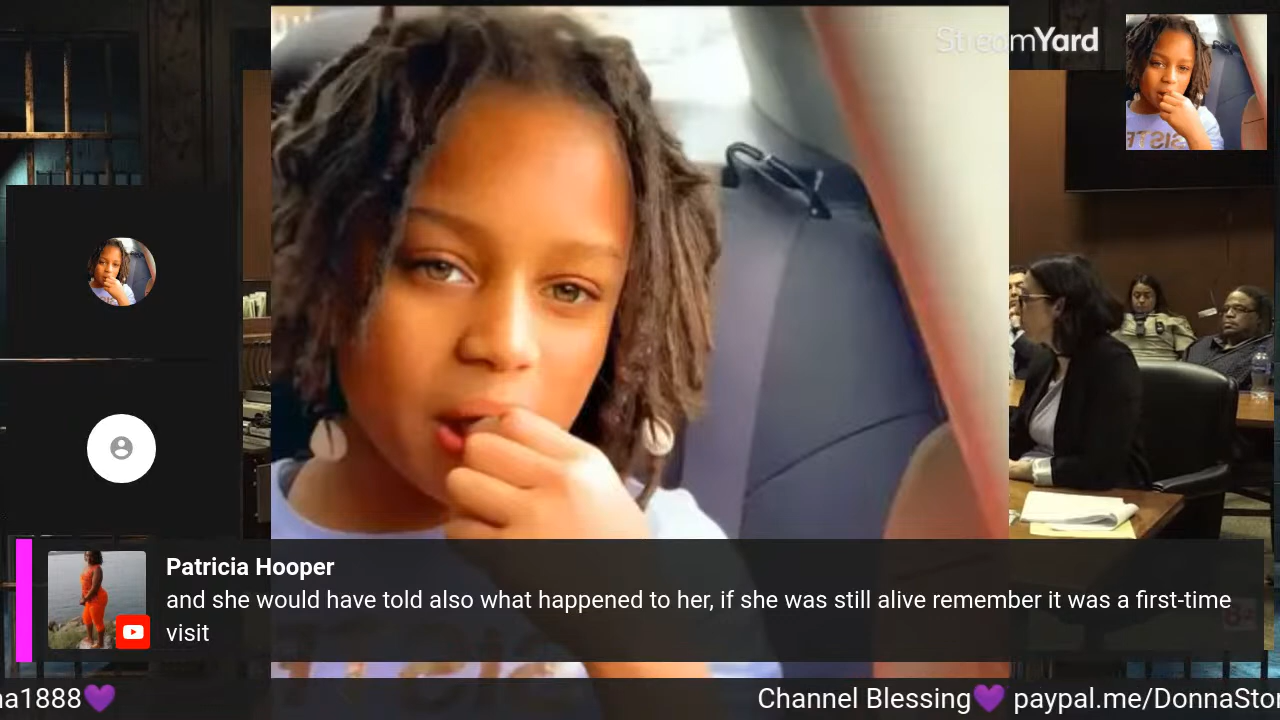 StreamYard
Patricia Hooper
and she would have told also what happened to her, if she was still alive remember it was a first-time
visit
na1888💜 Channel Blessing💜 paypal.me/DonnaStor